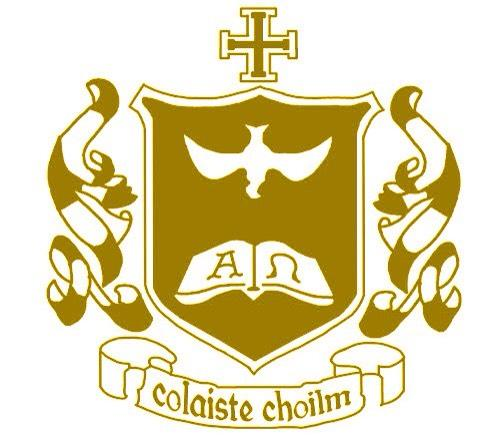 Α Ω
colaiste choilm